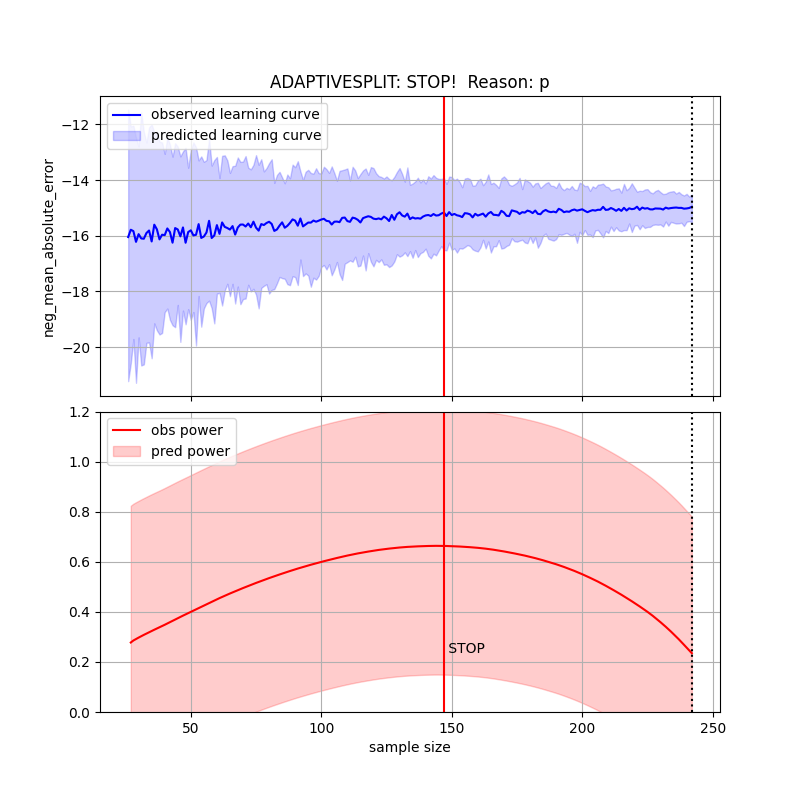 ADAPTIVESPLIT: STOP!  Reason: p
observed learning curve
predicted learning curve
neg_mean_absolute_error
−12
−14
−16
−18
−20
obs power
pred power
1.2
1.0
0.8
0.6
0.4
0.2
0.0
STOP
50 100 150 200 250
sample size